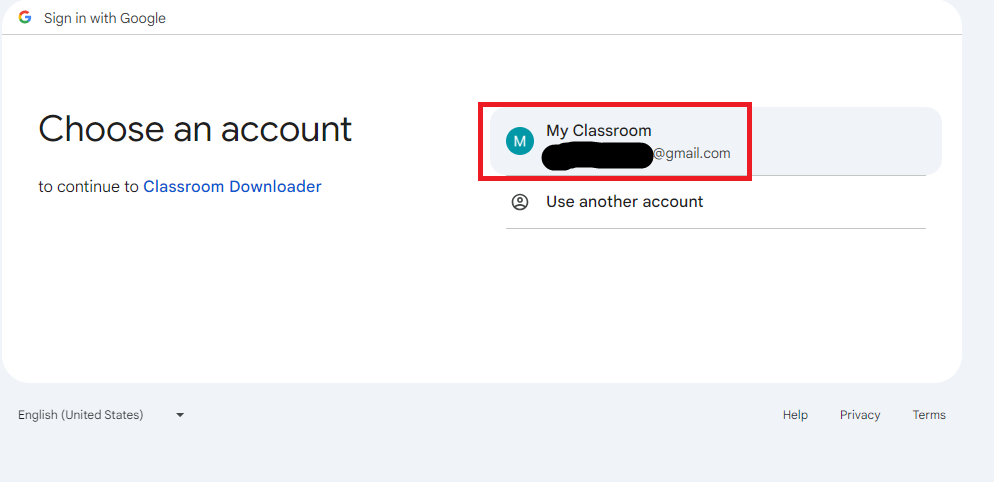 Sign in with Google
Choose an account
to continue to Classroom Downloader
M
My Classroom
@gmail.com
Use another account
English (United States)
Help Privacy Terms